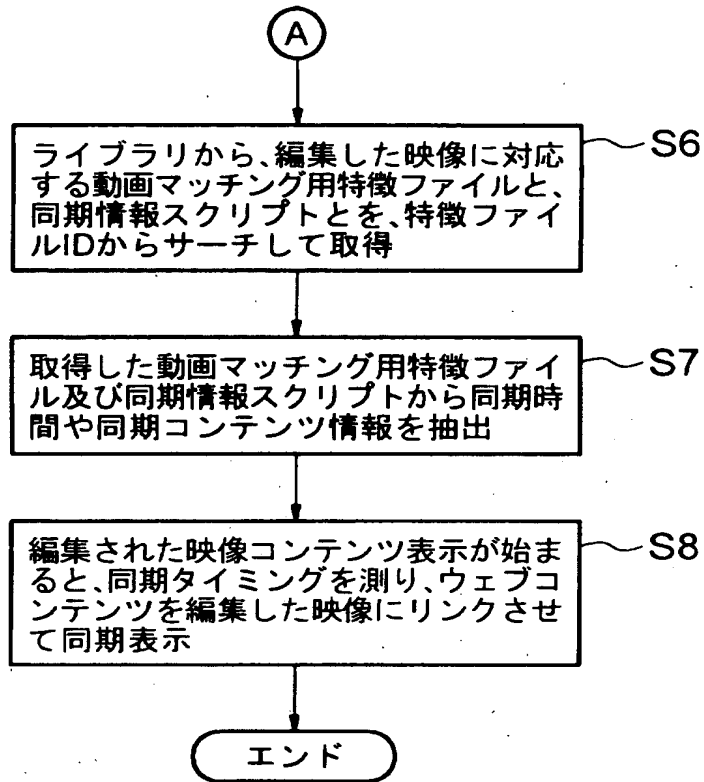 A
ライブラリから、編集した映像に対応
する動画マッチング用特徴ファイルと、
同期情報スクリプトとを、特徴ファイ
ルIDからサーチして取得
S6
取得した動画マッチング用特徴ファイ
ル及び同期情報スクリプトから同期時
間や同期コンテンツ情報を抽出
S7
編集された映像コンテンツ表示が始ま
ると、同期タイミングを測り、ウェブコ
ンテンツを編集した映像にリンクさせ
て同期表示
S8
エンド